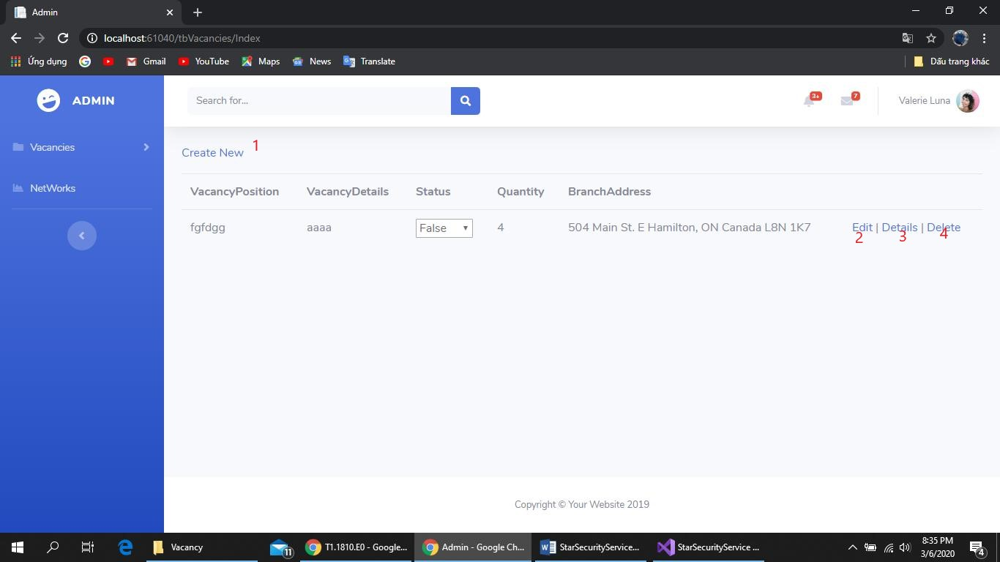 Admin
localhost:61040/tbVacancies/Index
Ứng dụng Gmail YouTube Maps News Translate Dấu trang khác
ADMIN
Search for...
3+ 7 Valerie Luna
Vacancies
Create New 1
NetWorks
VacancyPosition VacancyDetails Status Quantity BranchAddress
fgfdgg aaaa False 4 504 Main St. E Hamilton, ON Canada L8N 1K7 Edit | Details | Delete
2 3 4
Copyright © Your Website 2019
Vacancy 11 T1.1810.E0 - Google... Admin - Google Ch... StarSecurityService... StarSecurityService ... 8:35 PM
3/6/2020 4